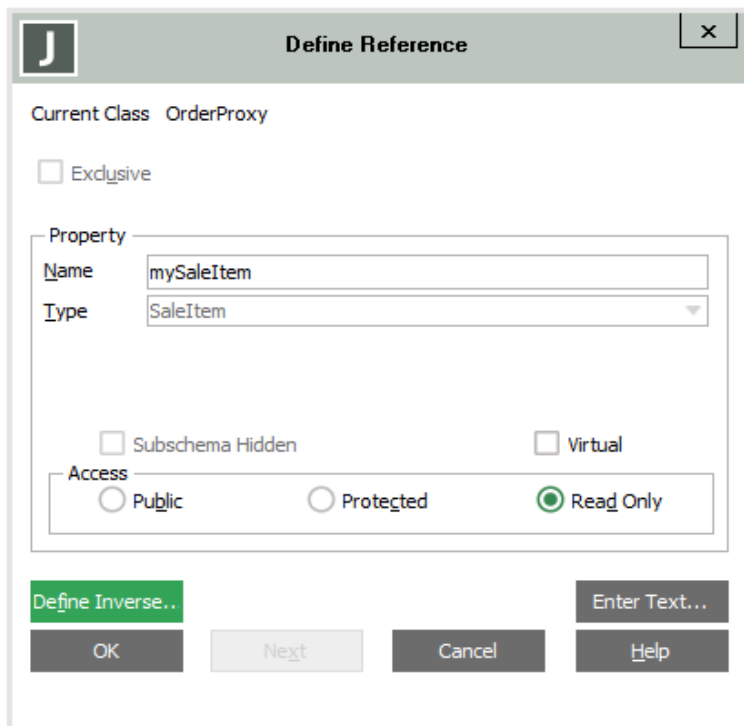 J
Define Reference
×
Current Class OrderProxy
Exclusive
Property
Name mySaleItem
Type SaleItem
Subschema Hidden Virtual
Access
Public Protected Read Only
Define Inverse... Enter Text...
OK Next Cancel Help